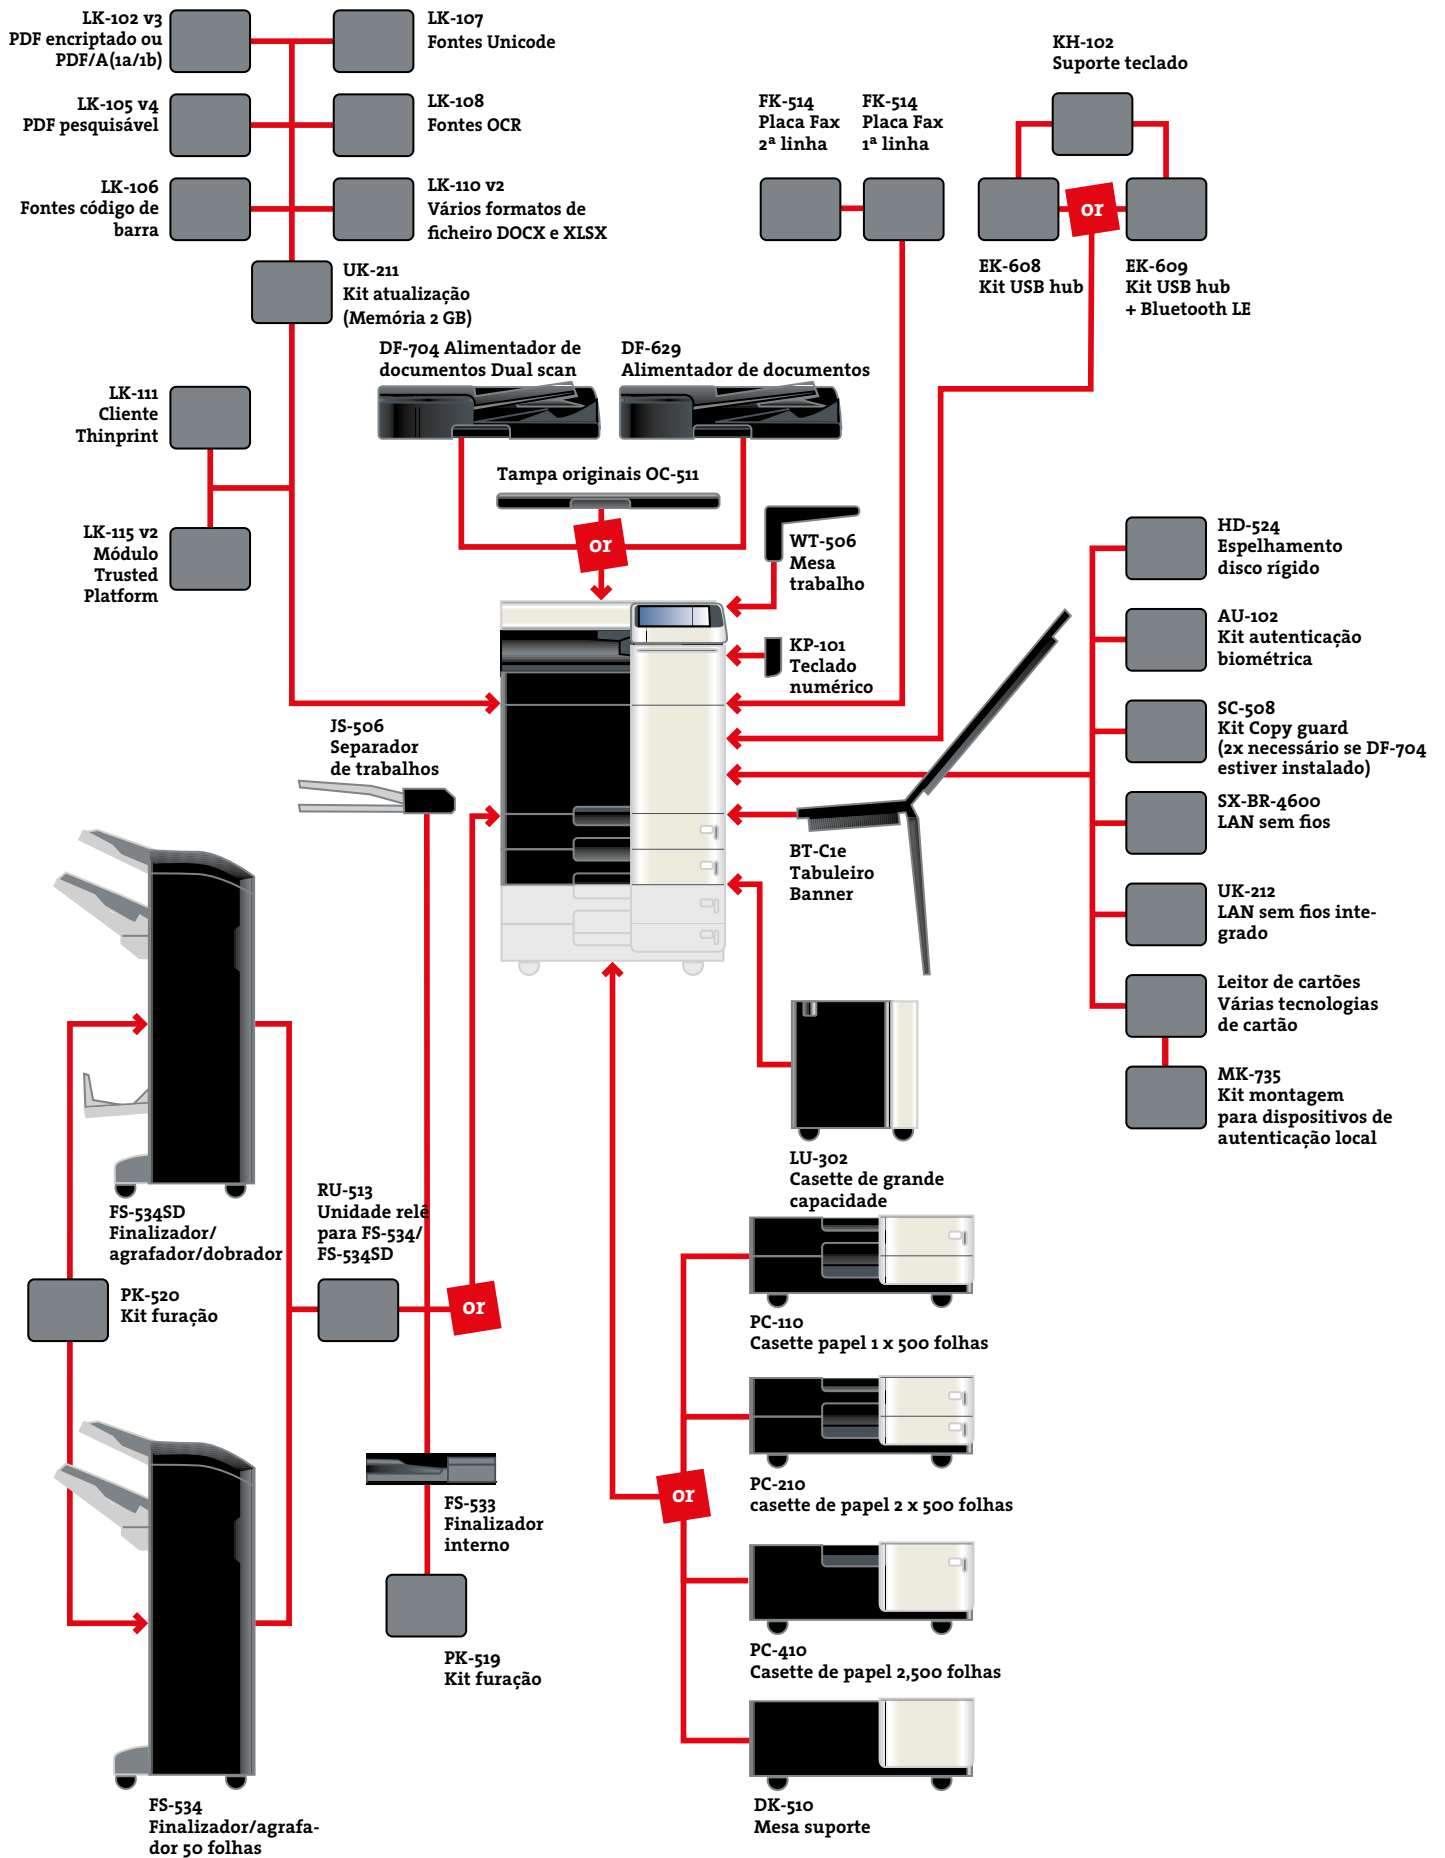 LK-102 v3
PDF encriptado ou
PDF/A(1a/1b)
LK-107
Fontes Unicode
LK-105 v4
PDF pesquisável
LK-108
Fontes OCR
LK-106
Fontes código de
barra
LK-110 v2
Vários formatos de
ficheiro DOCX e XLSX
UK-211
Kit atualização
(Memória 2 GB)
LK-111
Cliente
Thinprint
LK-115 v2
Módulo
Trusted
Platform
FK-514
Placa Fax
2ª linha
FK-514
Placa Fax
1ª linha
KH-102
Suporte teclado
or
EK-608
Kit USB hub
EK-609
Kit USB hub
+ Bluetooth LE
DF-704 Alimentador de
documentos Dual scan
DF-629
Alimentador de documentos
Tampa originais OC-511
or
WT-506
Mesa
trabalho
KP-101
Teclado
numérico
HD-524
Espelhamento
disco rígido
AU-102
Kit autenticação
biométrica
SC-508
Kit Copy guard
(2x necessário se DF-704
estiver instalado)
SX-BR-4600
LAN sem fios
UK-212
LAN sem fios inte-
grado
Leitor de cartões
Várias tecnologias
de cartão
MK-735
Kit montagem
para dispositivos de
autenticação local
JS-506
Separador
de trabalhos
BT-C1e
Tabuleiro
Banner
LU-302
Casette de grande
capacidade
FS-534SD
Finalizador/
agrafador/dobrador
RU-513
Unidade relê
para FS-534/
FS-534SD
PK-520
Kit furação
or
PC-110
Casette papel 1 x 500 folhas
PC-210
casette de papel 2 x 500 folhas
or
FS-533
Finalizador
interno
PK-519
Kit furação
PC-410
Casette de papel 2,500 folhas
DK-510
Mesa suporte
FS-534
Finalizador/agrafa-
dor 50 folhas